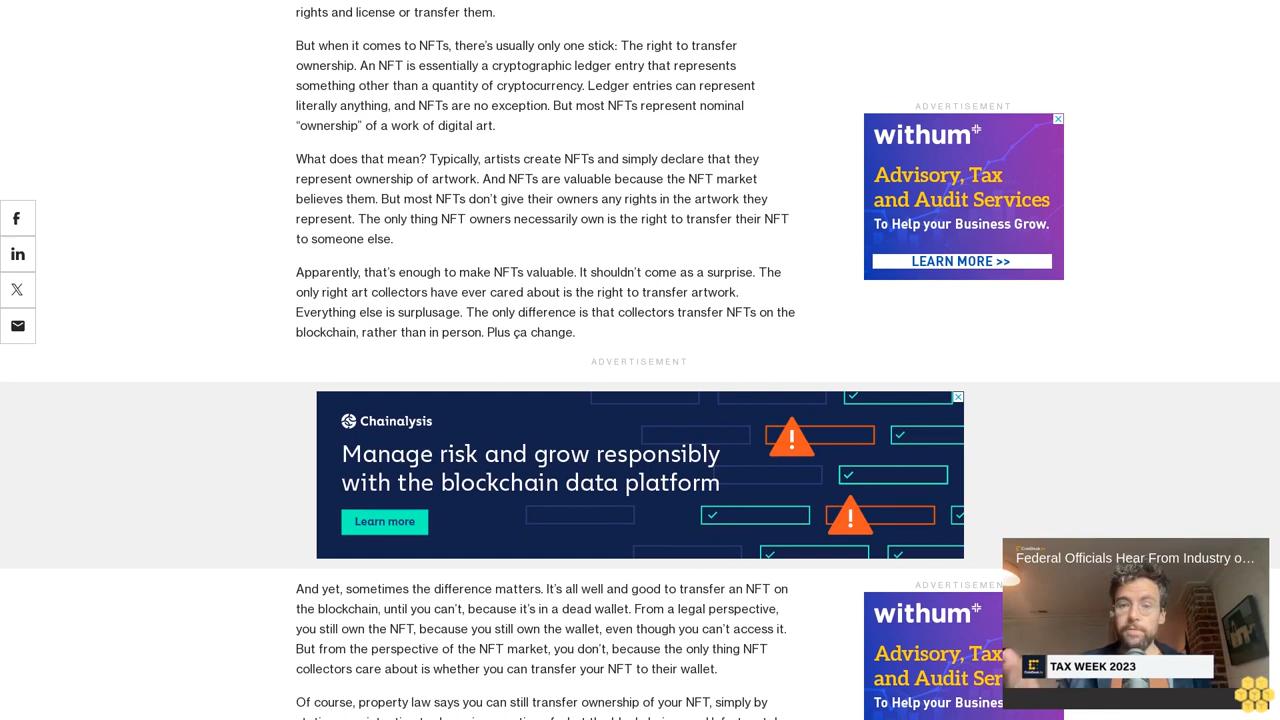 rights and license or transfer them.
But when it comes to NFTs, there’s usually only one stick: The right to transfer
ownership. An NFT is essentially a cryptographic ledger entry that represents
something other than a quantity of cryptocurrency. Ledger entries can represent
literally anything, and NFTs are no exception. But most NFTs represent nominal
“ownership” of a work of digital art.
What does that mean? Typically, artists create NFTs and simply declare that they
represent ownership of artwork. And NFTs are valuable because the NFT market
believes them. But most NFTs don’t give their owners any rights in the artwork they
represent. The only thing NFT owners necessarily own is the right to transfer their NFT
to someone else.
Apparently, that’s enough to make NFTs valuable. It shouldn’t come as a surprise. The
only right art collectors have ever cared about is the right to transfer artwork.
Everything else is surplusage. The only difference is that collectors transfer NFTs on the
blockchain, rather than in person. Plus ça change.
ADVERTISEMENT
withum
Advisory, Tax
and Audit Services
To Help your Business Grow.
LEARN MORE >>
ADVERTISEMENT
Chainalysis
Manage risk and grow responsibly
with the blockchain data platform
Learn more
And yet, sometimes the difference matters. It’s all well and good to transfer an NFT on
the blockchain, until you can’t, because it’s in a dead wallet. From a legal perspective,
you still own the NFT, because you still own the wallet, even though you can’t access it.
But from the perspective of the NFT market, you don’t, because the only thing NFT
collectors care about is whether you can transfer your NFT to their wallet.
Of course, property law says you can still transfer ownership of your NFT, simply by
ADVERTISEMEN
withum
Advisory, Tax
and Audit Ser
To Help your Busines
Federal Officials Hear From Industry o…
TAX WEEK 2023